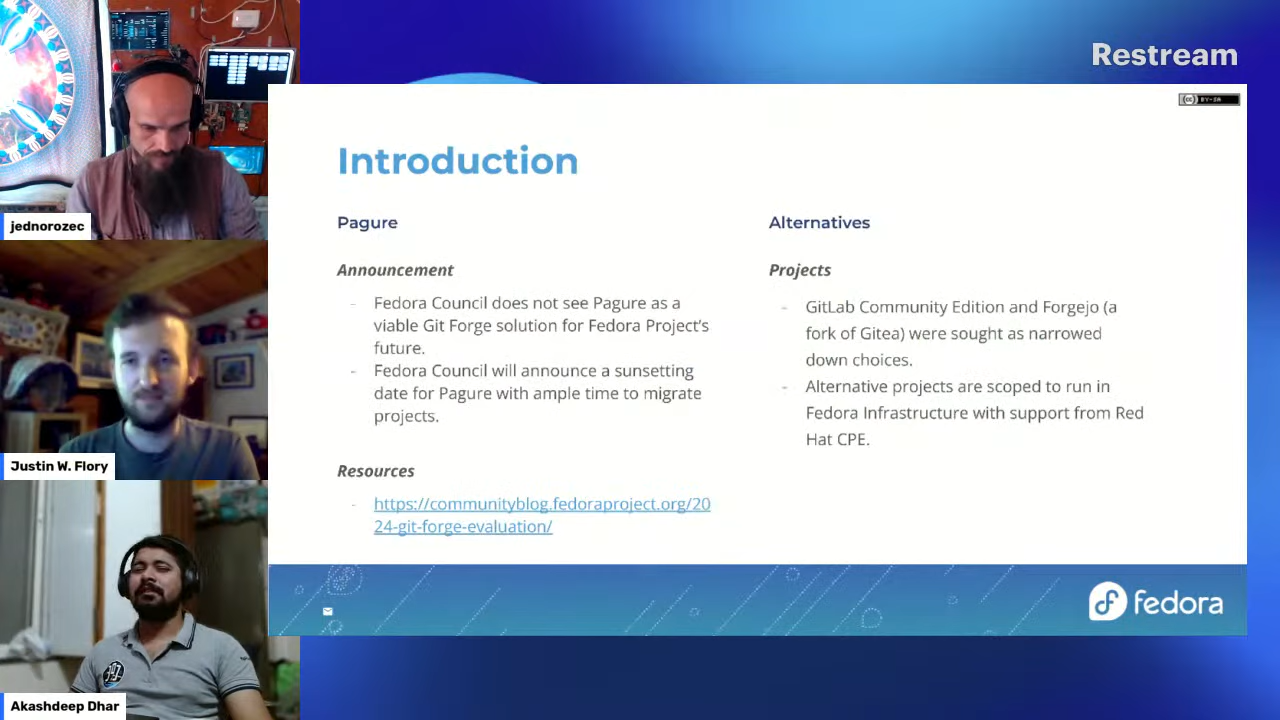 Restream
BY-SA
Introduction
Pagure
Announcement
- Fedora Council does not see Pagure as a
viable Git Forge solution for Fedora Project's
future.
- Fedora Council will announce a sunsetting
date for Pagure with ample time to migrate
projects.
Resources
- https://communityblog.fedoraproject.org/20
24-git-forge-evaluation/
Alternatives
Projects
- GitLab Community Edition and Forgejo (a
fork of Gitea) were sought as narrowed
down choices.
- Alternative projects are scoped to run in
Fedora Infrastructure with support from Red
Hat CPE.
fedora
jednorozec
Justin W. Flory
Akashdeep Dhar